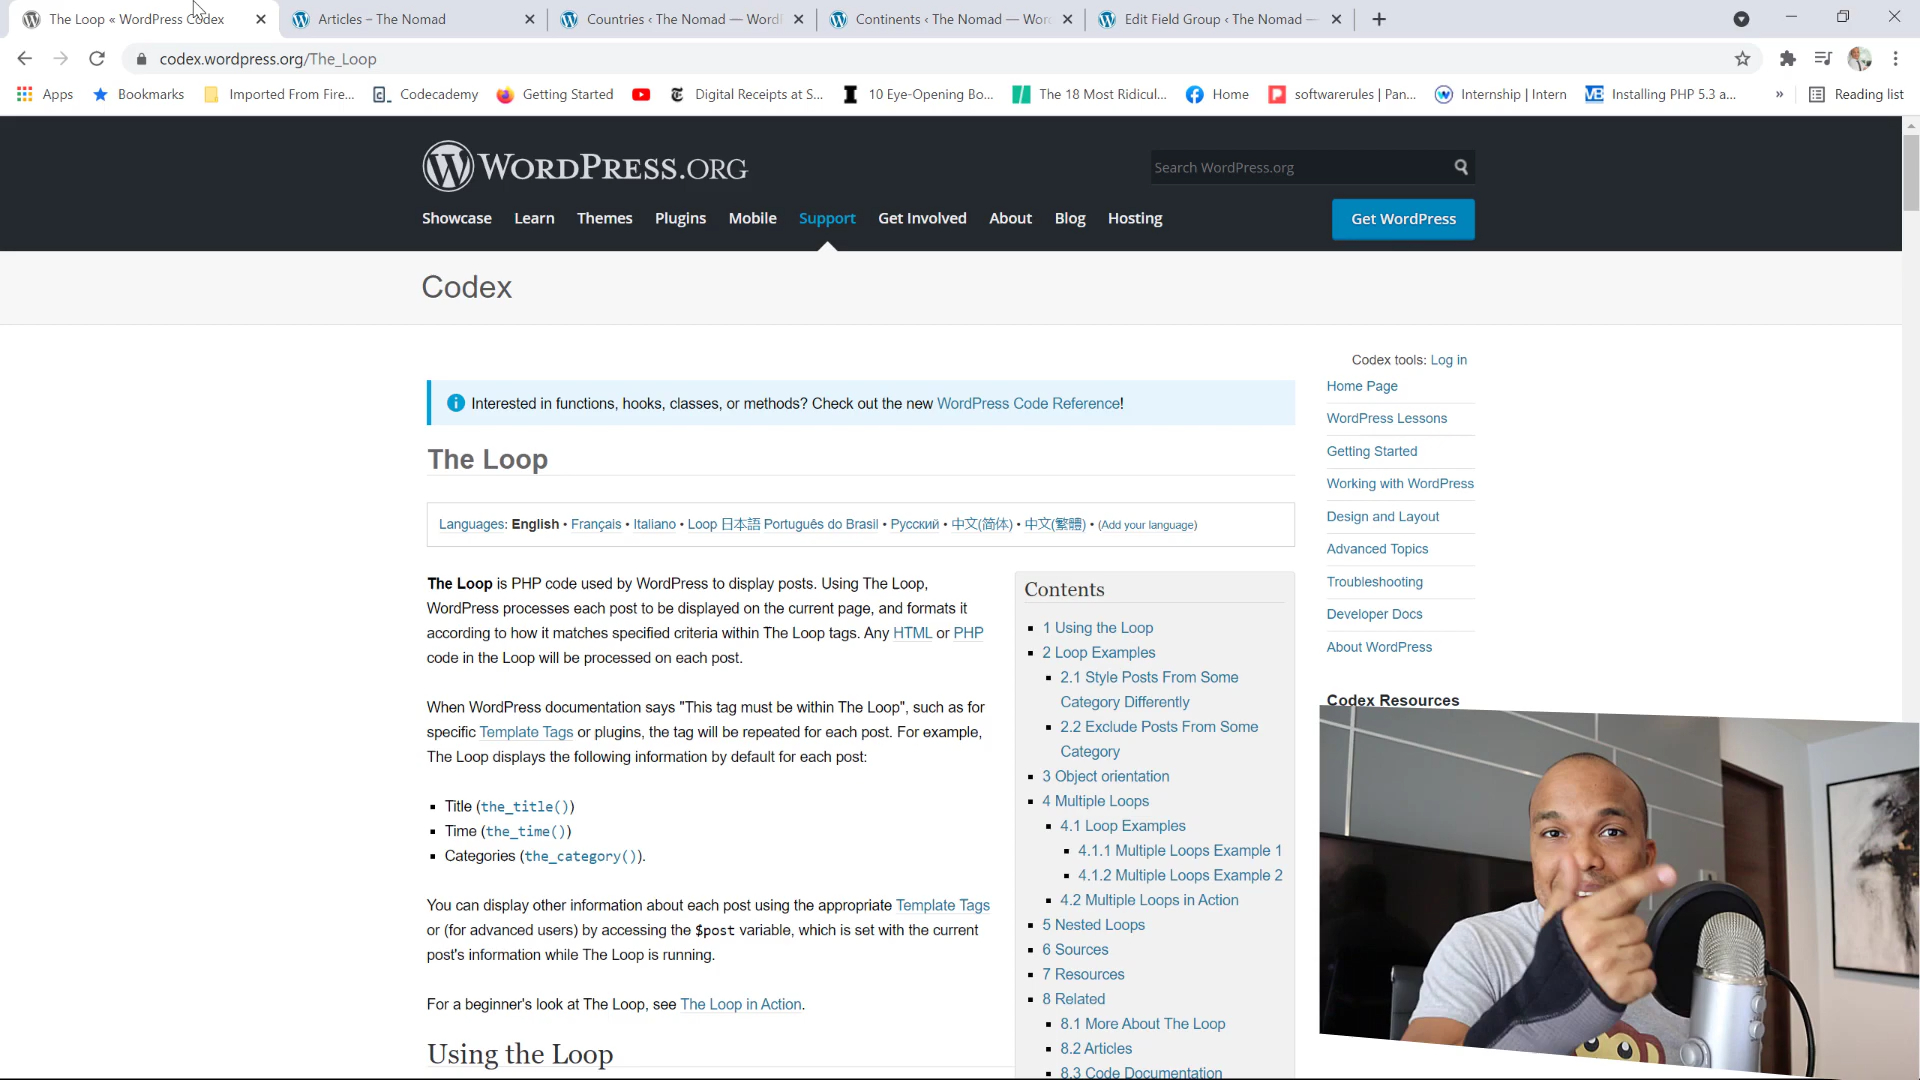 The Loop « WordPress Codex
Articles – The Nomad
Countries ‹ The Nomad — Word
Continents ‹ The Nomad — Wor
Edit Field Group ‹ The Nomad —
codex.wordpress.org/The_Loop
Apps
Bookmarks
Imported From Fire...
Codecademy
Getting Started
Digital Receipts at S...
10 Eye-Opening Bo...
The 18 Most Ridicul...
Home
softwarerules | Pan...
Internship | Intern
Installing PHP 5.3 a...
»
Reading list
WORDPRESS.ORG
Search WordPress.org
Showcase Learn Themes Plugins Mobile Support Get Involved About Blog Hosting
Get WordPress
Codex
Codex tools: Log in
Home Page
WordPress Lessons
Getting Started
Working with WordPress
Design and Layout
Advanced Topics
Troubleshooting
Developer Docs
About WordPress
Codex Resources
Interested in functions, hooks, classes, or methods? Check out the new WordPress Code Reference!
The Loop
Languages: English • Français • Italiano • Loop 日本語 Português do Brasil • Русский • 中文(简体) • 中文(繁體) • (Add your language)
The Loop is PHP code used by WordPress to display posts. Using The Loop,
WordPress processes each post to be displayed on the current page, and formats it
according to how it matches specified criteria within The Loop tags. Any HTML or PHP
code in the Loop will be processed on each post.
When WordPress documentation says "This tag must be within The Loop", such as for
specific Template Tags or plugins, the tag will be repeated for each post. For example,
The Loop displays the following information by default for each post:
▪ Title (the_title())
▪ Time (the_time())
▪ Categories (the_category()).
You can display other information about each post using the appropriate Template Tags
or (for advanced users) by accessing the $post variable, which is set with the current
post's information while The Loop is running.
For a beginner's look at The Loop, see The Loop in Action.
Using the Loop
Contents
▪ 1 Using the Loop
▪ 2 Loop Examples
▪ 2.1 Style Posts From Some
Category Differently
▪ 2.2 Exclude Posts From Some
Category
▪ 3 Object orientation
▪ 4 Multiple Loops
▪ 4.1 Loop Examples
▪ 4.1.1 Multiple Loops Example 1
▪ 4.1.2 Multiple Loops Example 2
▪ 4.2 Multiple Loops in Action
▪ 5 Nested Loops
▪ 6 Sources
▪ 7 Resources
▪ 8 Related
▪ 8.1 More About The Loop
▪ 8.2 Articles
▪ 8.3 Code Documentation